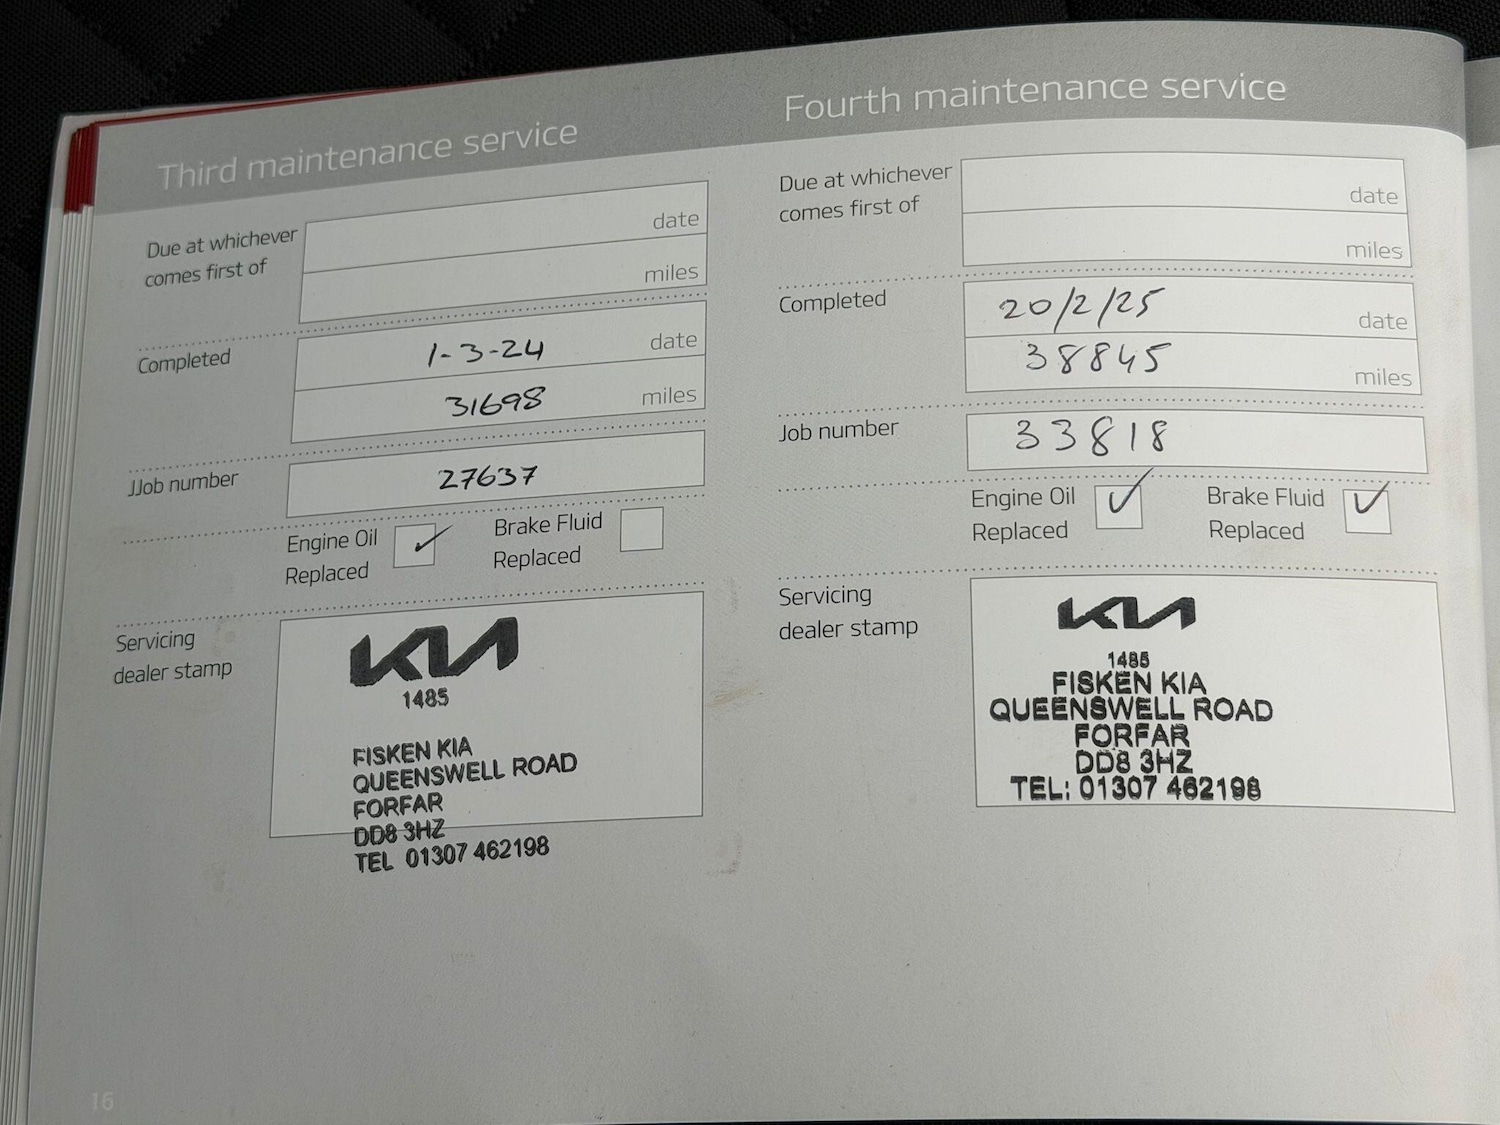 Third maintenance service
Due at whichever
comes first of
date
miles
Completed
1-3-24 date
31698 miles
JJob number
27637
Engine Oil
Replaced
Brake Fluid
Replaced
Servicing
dealer stamp
KIA
1485
FISKEN KIA
QUEENSWELL ROAD
FORFAR
DD8 3HZ
TEL 01307 462198
16
Fourth maintenance service
Due at whichever
comes first of
date
miles
Completed
20/2/25 date
38845 miles
Job number
33818
Engine Oil
Replaced
Brake Fluid
Replaced
Servicing
dealer stamp
KIA
1485
FISKEN KIA
QUEENSWELL ROAD
FORFAR
DD8 3HZ
TEL: 01307 462198